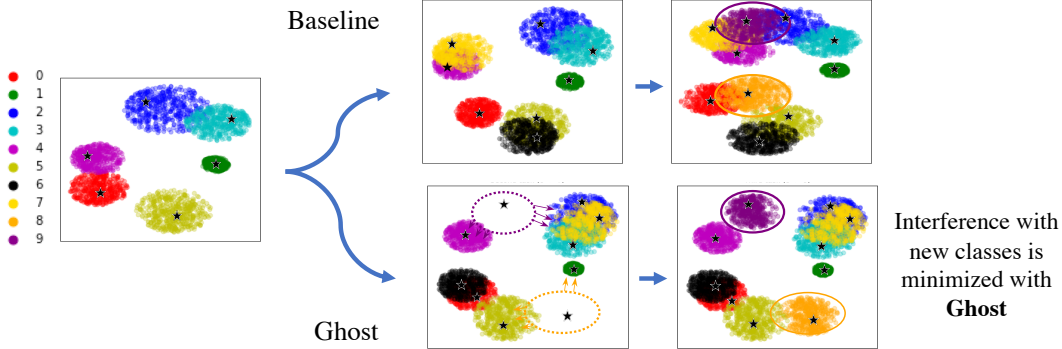 Baseline
0
1
2
3
4
5
6
7
8
9
Ghost
Interference with
new classes is
minimized with
Ghost